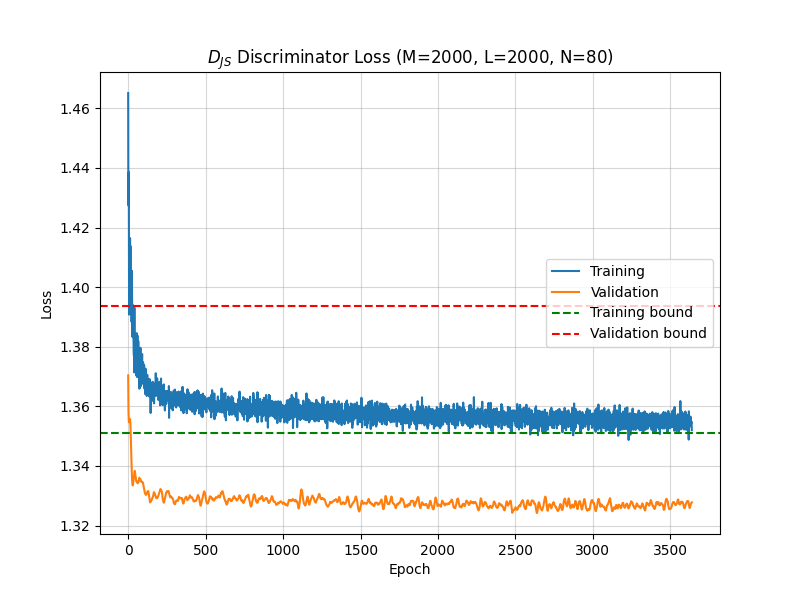 D_JS Discriminator Loss (M=2000, L=2000, N=80)
Loss
1.46
1.44
1.42
1.40
1.38
1.36
1.34
1.32
Training
Validation
Training bound
Validation bound
0 500 1000 1500 2000 2500 3000 3500
Epoch